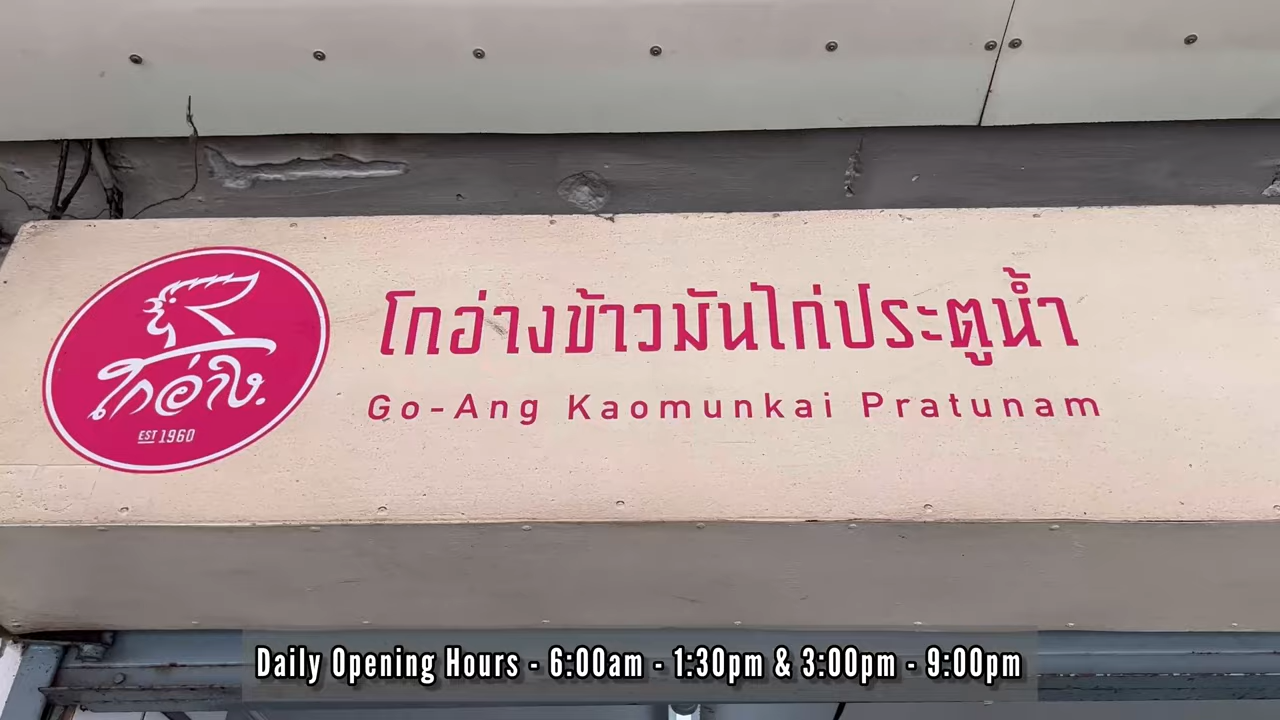 โกอ่าง.
EST 1960
โกอ่างข้าวมันไก่ประตูน้ำ
Go-Ang Kaomunkai Pratunam
Daily Opening Hours - 6:00am - 1:30pm & 3:00pm - 9:00pm